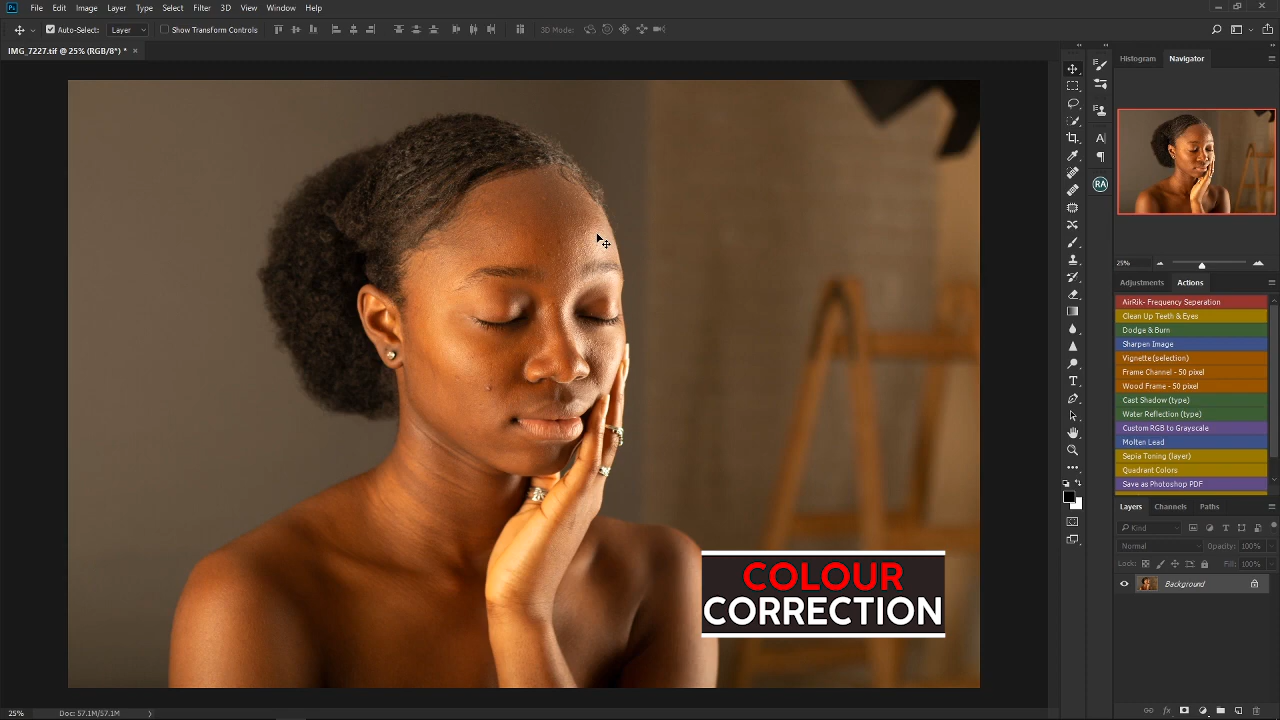 Ps File Edit Image Layer Type Select Filter 3D View Window Help
Auto-Select: Layer Show Transform Controls 3D Mode:
IMG_7227.tif @ 25% (RGB/8*) * ×
Histogram Navigator
25%
Adjustments Actions
AirRik- Frequency Seperation
Clean Up Teeth & Eyes
Dodge & Burn
Sharpen Image
Vignette (selection)
Frame Channel - 50 pixel
Wood Frame - 50 pixel
Cast Shadow (type)
Water Reflection (type)
Custom RGB to Grayscale
Molten Lead
Sepia Toning (layer)
Quadrant Colors
Save as Photoshop PDF
Layers Channels Paths
Kind
Normal Opacity: 100%
Lock: Fill: 100%
Background
fx
A
RA
T
COLOUR
CORRECTION
25% Doc: 57.1M/57.1M